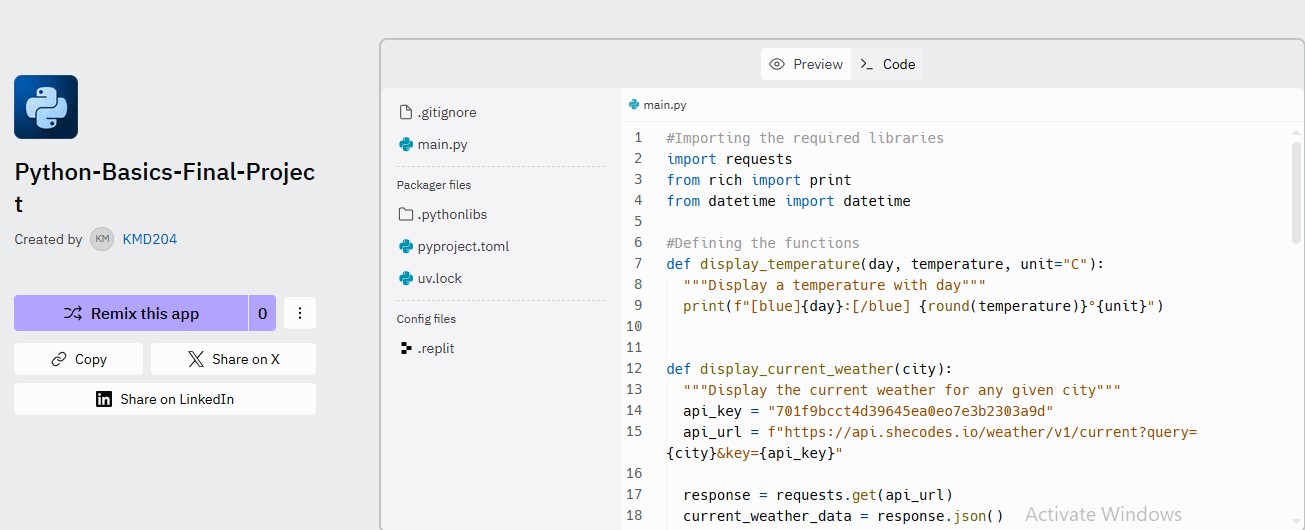 Python-Basics-Final-Projec
t
Created by KM KMD204
Remix this app 0
Copy
Share on X
Share on LinkedIn
Preview
Code
.gitignore
main.py
Packager files
.pythonlibs
pyproject.toml
uv.lock
Config files
.replit
main.py
1 #Importing the required libraries
2 import requests
3 from rich import print
4 from datetime import datetime
5
6 #Defining the functions
7 def display_temperature(day, temperature, unit="C"):
8 """Display a temperature with day"""
9 print(f"[blue]{day}:[/blue] {round(temperature)}°{unit}")
10
11
12 def display_current_weather(city):
13 """Display the current weather for any given city"""
14 api_key = "701f9bcct4d39645ea0eo7e3b2303a9d"
15 api_url = f"https://api.shecodes.io/weather/v1/current?query=
{city}&key={api_key}"
16
17 response = requests.get(api_url)
18 current_weather_data = response.json()
Activate Windows